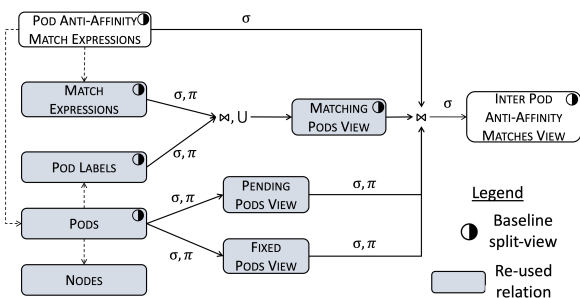 POD ANTI-AFFINITY
MATCH EXPRESSIONS
σ
MATCH
EXPRESSIONS
σ, π
⋈, ∪
MATCHING
PODS VIEW
⋈
σ
INTER POD
ANTI-AFFINITY
MATCHES VIEW
σ, π
POD LABELS
PODS
σ, π
PENDING
PODS VIEW
σ, π
σ, π
FIXED
PODS VIEW
σ, π
NODES
Legend
Baseline
split-view
Re-used
relation